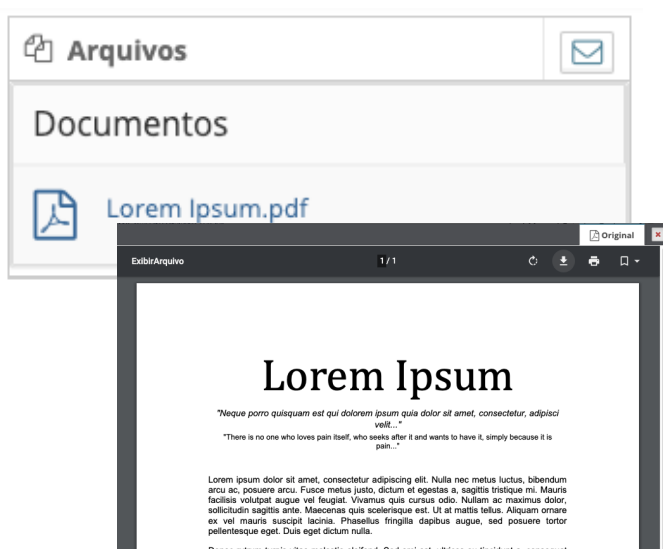 Arquivos
Documentos
Lorem Ipsum.pdf
Original
ExibirArquivo
1 / 1
Lorem Ipsum
"Neque porro quisquam est qui dolorem ipsum quia dolor sit amet, consectetur, adipisci
velit..."
"There is no one who loves pain itself, who seeks after it and wants to have it, simply because it is
pain..."
Lorem ipsum dolor sit amet, consectetur adipiscing elit. Nulla nec metus luctus, bibendum
arcu ac, posuere arcu. Fusce metus justo, dictum et egestas a, sagittis tristique mi. Mauris
facilisis volutpat augue vel feugiat. Vivamus quis cursus odio. Nullam ac maximus dolor,
sollicitudin sagittis ante. Maecenas quis scelerisque est. Ut at mattis tellus. Aliquam ornare
ex vel mauris suscipit lacinia. Phasellus fringilla dapibus augue, sed posuere tortor
pellentesque eget. Duis eget dictum nulla.